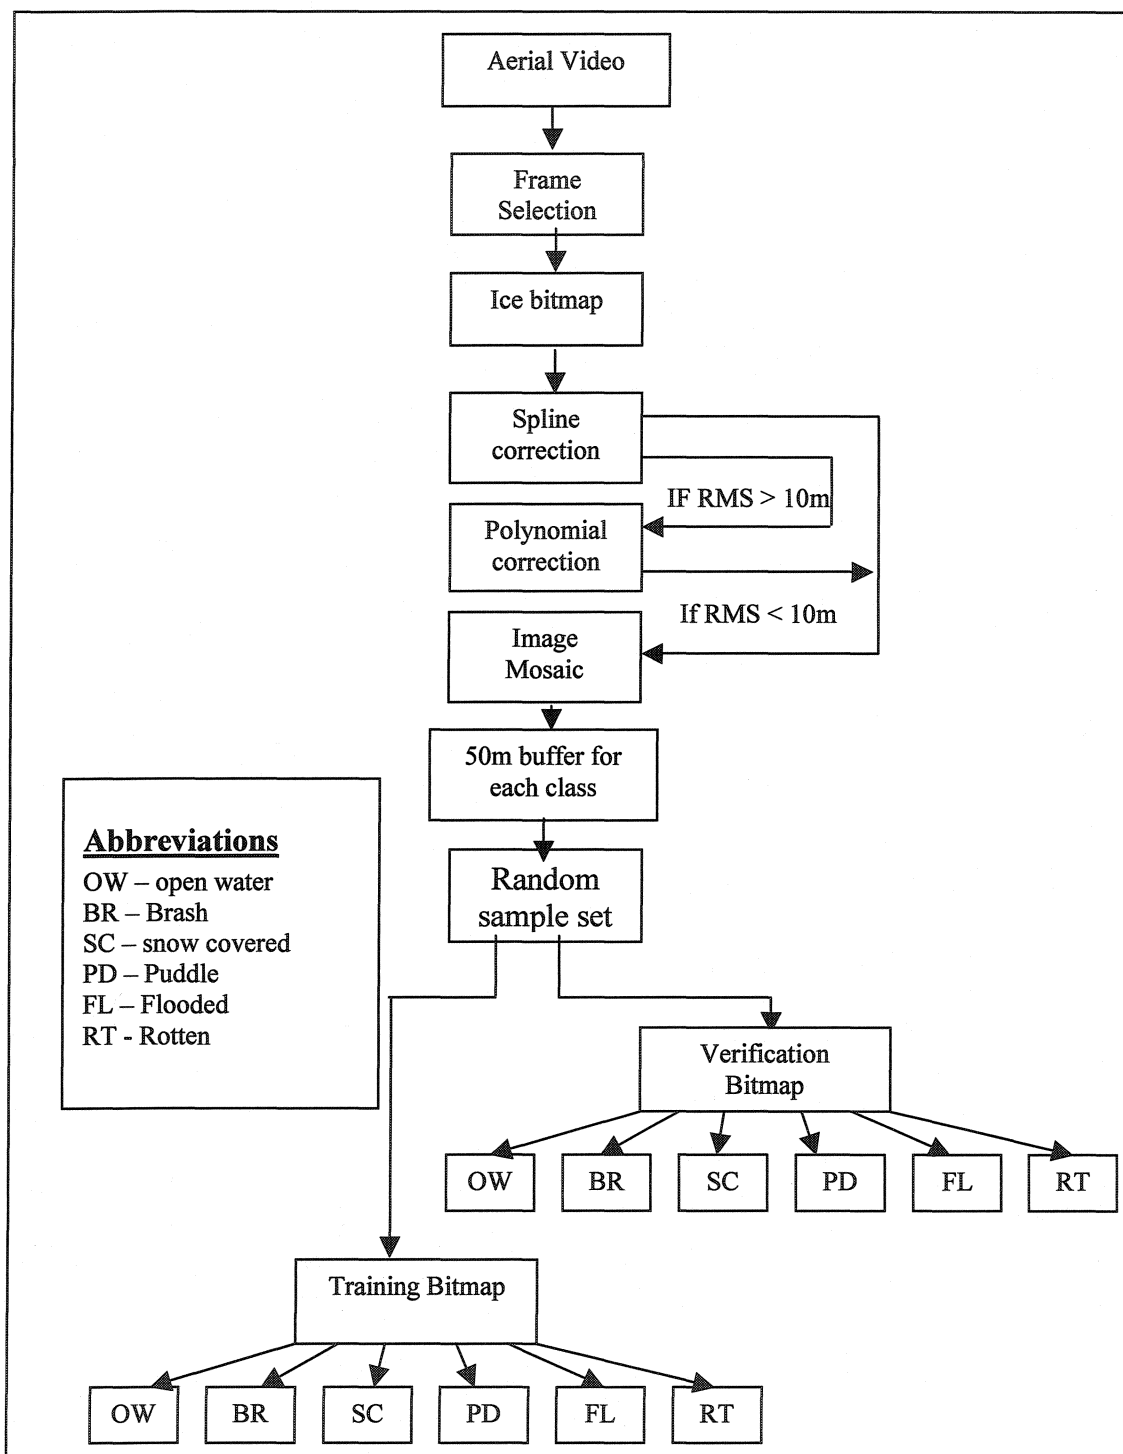 Aerial Video
Frame
Selection
Ice bitmap
Spline
correction
IF RMS > 10m
Polynomial
correction
If RMS < 10m
Image
Mosaic
50m buffer for
each class
Abbreviations
OW – open water
BR – Brash
SC – snow covered
PD – Puddle
FL – Flooded
RT - Rotten
Random
sample set
Verification
Bitmap
OW BR SC PD FL RT
Training Bitmap
OW BR SC PD FL RT